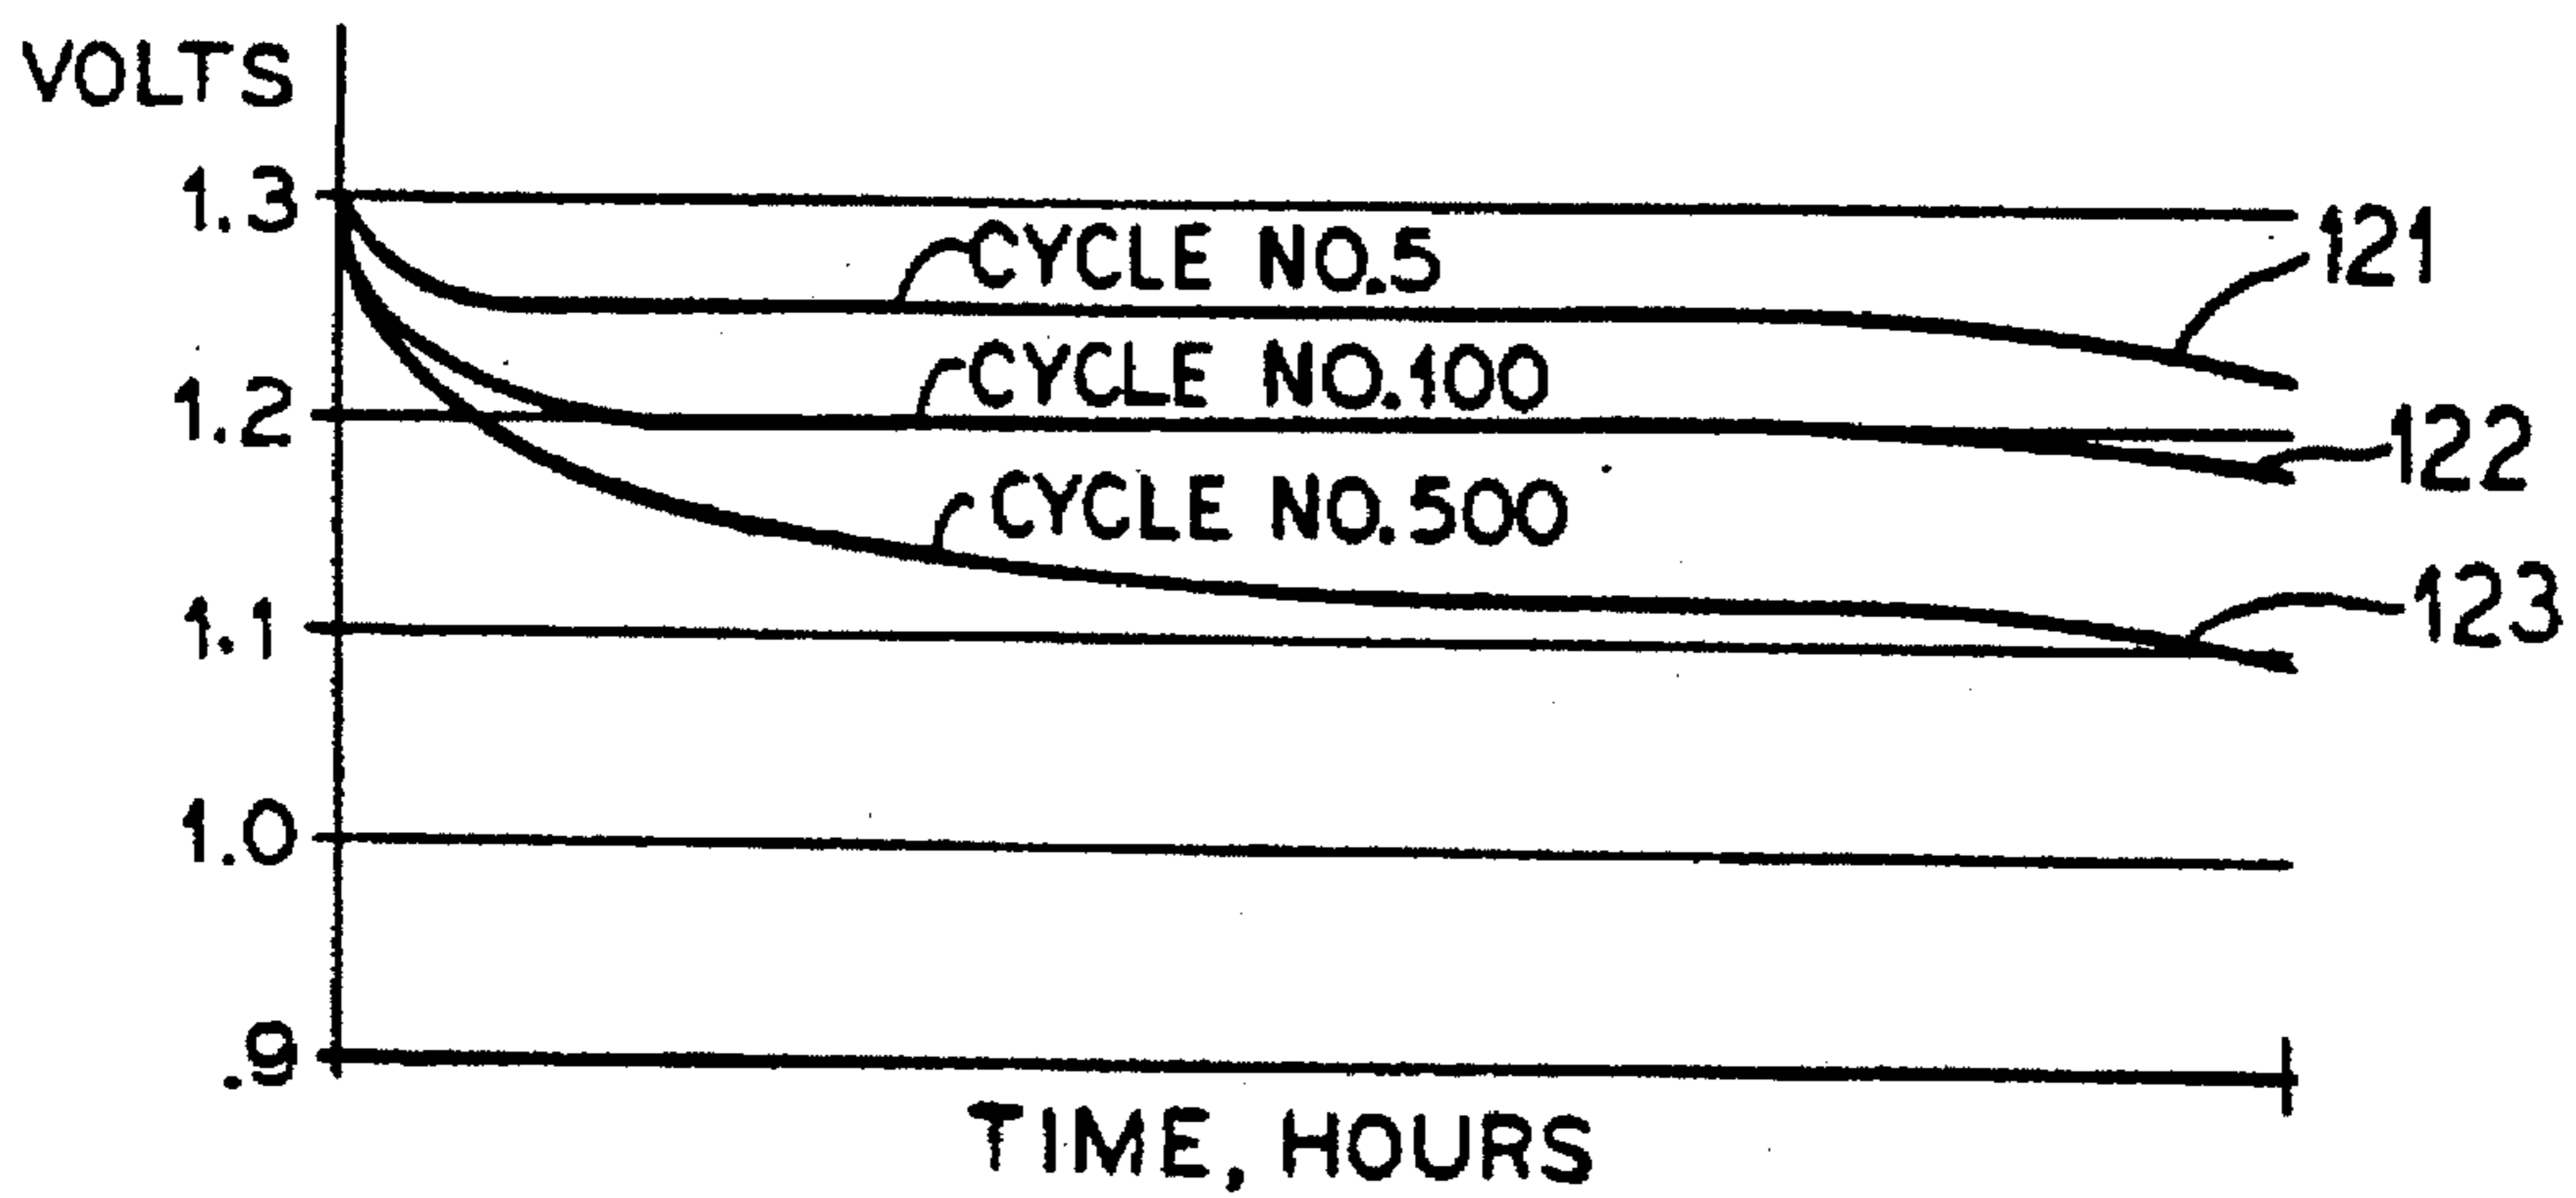 VOLTS
1.3
CYCLE NO.5
121
CYCLE NO.100
1.2
122
CYCLE NO.500
1.1
123
1.0
.9
TIME, HOURS